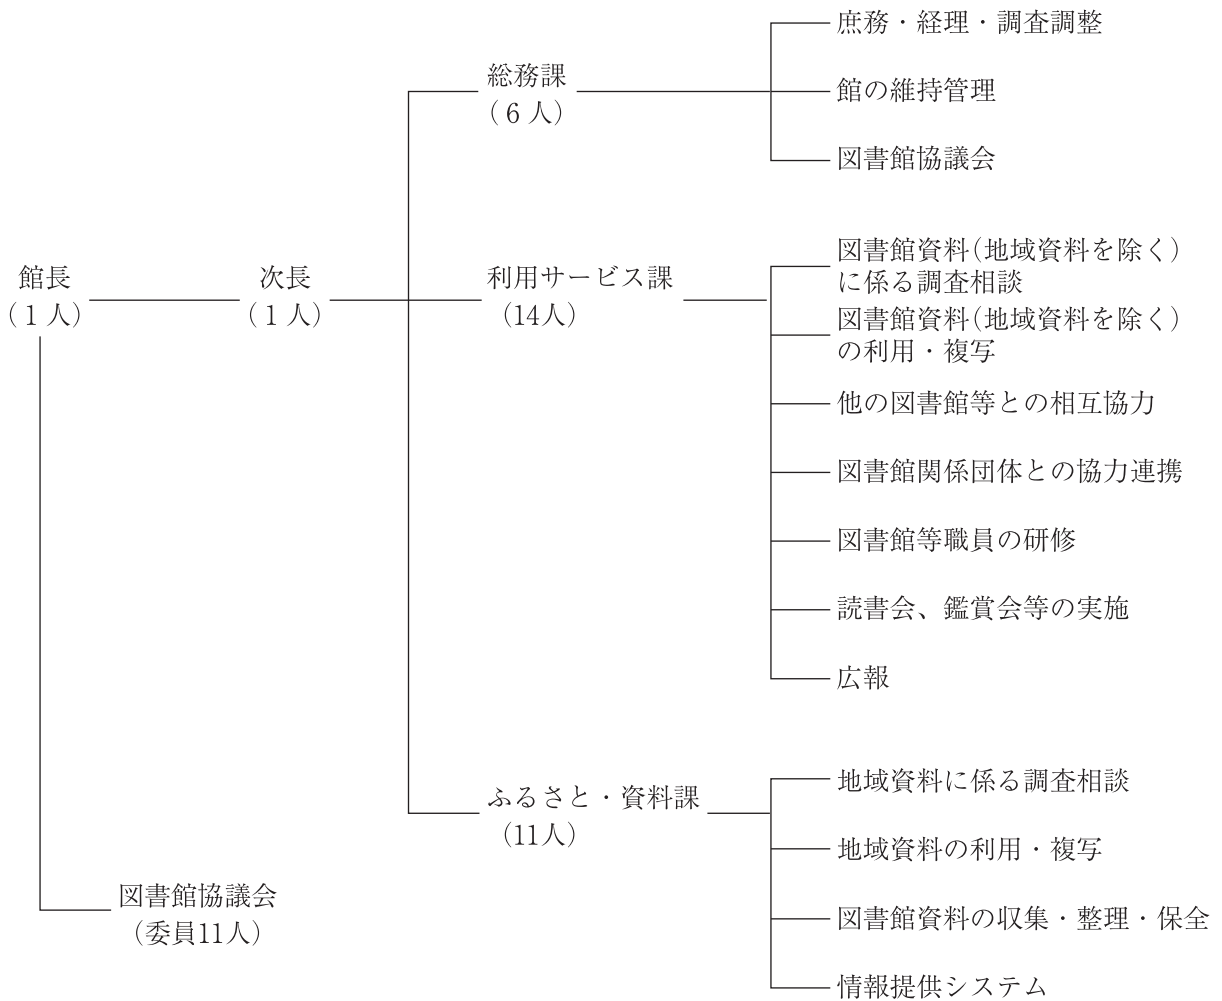 館長
（１人）
次長
（１人）
総務課
（６人）
庶務・経理・調査調整
館の維持管理
図書館協議会
利用サービス課
（14人）
図書館資料（地域資料を除く）
に係る調査相談
図書館資料（地域資料を除く）
の利用・複写
他の図書館等との相互協力
図書館関係団体との協力連携
図書館等職員の研修
読書会、鑑賞会等の実施
広報
ふるさと・資料課
（11人）
地域資料に係る調査相談
地域資料の利用・複写
図書館資料の収集・整理・保全
情報提供システム
図書館協議会
（委員11人）